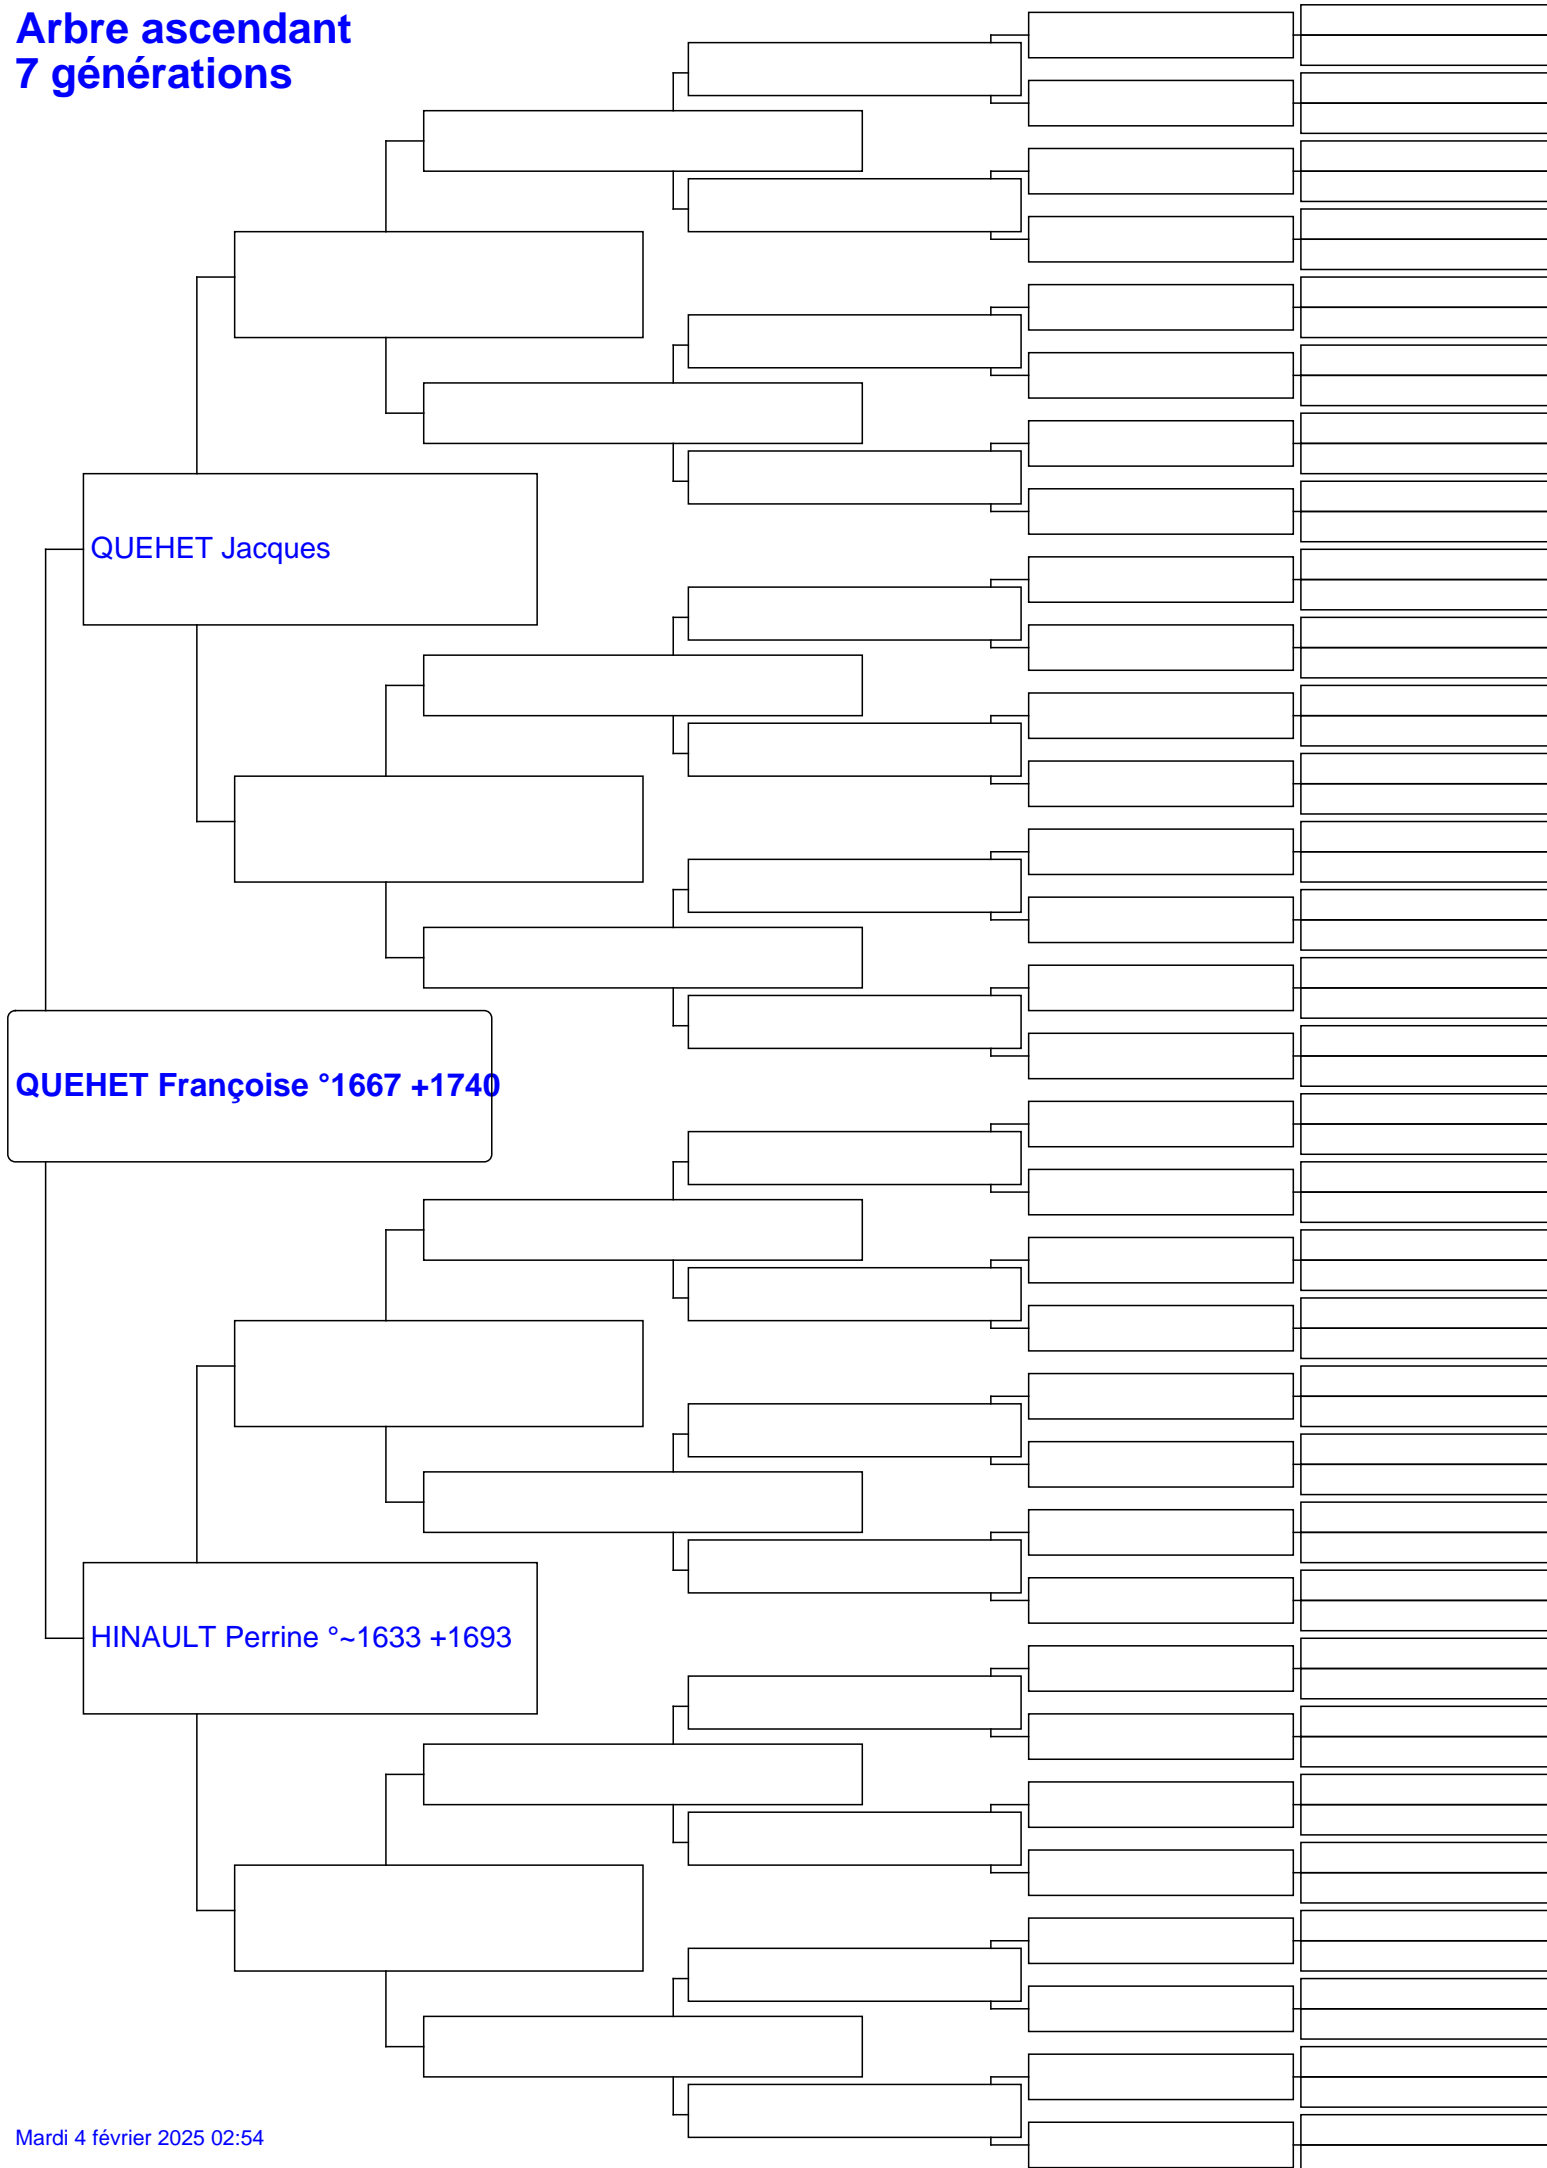 Arbre ascendant
7 générations
QUEHET Jacques
QUEHET Françoise °1667 +1740
HINAULT Perrine °~1633 +1693
Mardi 4 février 2025 02:54